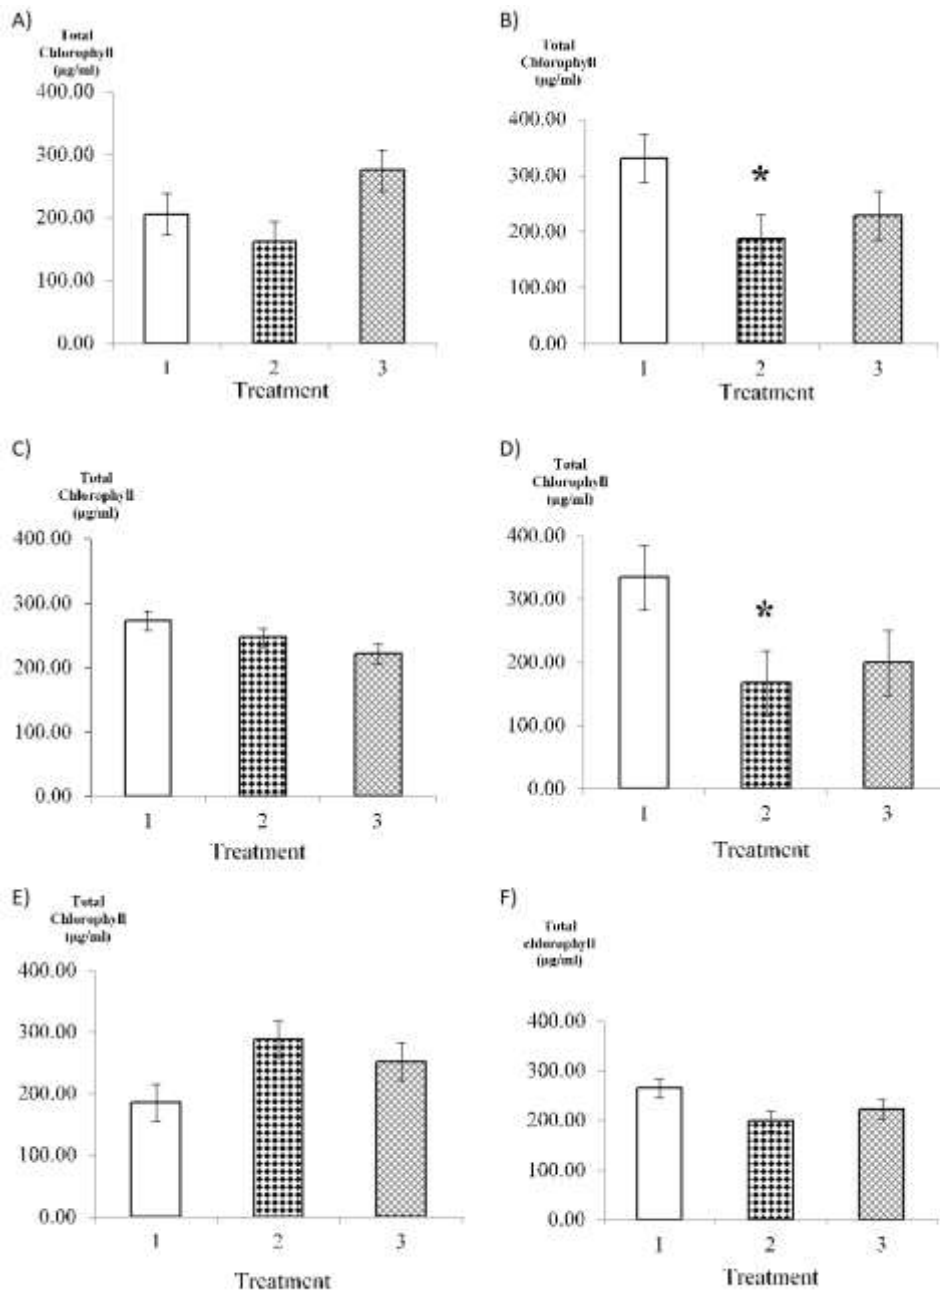 A)
Total
Chlorophyll
(µg/ml)
400.00
300.00
200.00
100.00
0.00
1 2 3
Treatment
B)
Total
Chlorophyll
(µg/ml)
400.00
*
300.00
200.00
100.00
0.00
1 2 3
Treatment
C)
Total
Chlorophyll
(µg/ml)
400.00
300.00
200.00
100.00
0.00
1 2 3
Treatment
D)
Total
Chlorophyll
(µg/ml)
400.00
300.00
*
200.00
100.00
0.00
1 2 3
Treatment
E)
Total
Chlorophyll
(µg/ml)
400.00
300.00
200.00
100.00
0.00
1 2 3
Treatment
F)
Total
chlorophyll
(µg/ml)
400.00
300.00
200.00
100.00
0.00
1 2 3
Treatment